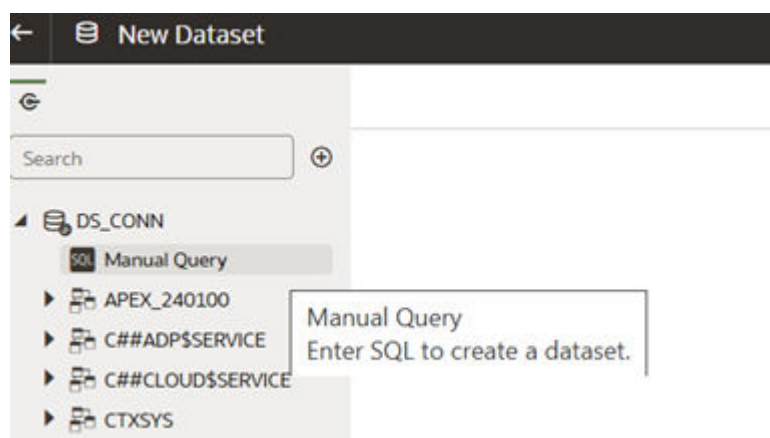 New Dataset
Search
DS_CONN
SQL Manual Query
APEX_240100
Manual Query
C##ADP$SERVICE
Enter SQL to create a dataset.
C##CLOUD$SERVICE
CTXSYS